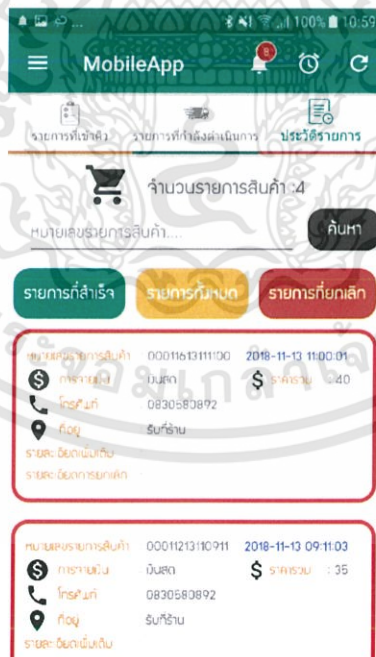 100% 10:59
MobileApp 8
รายการที่เข้าคิว รายการที่กำลังดำเนินการ ประวัติรายการ
จำนวนรายการสินค้า :4
หมายเลขรายการสินค้า.... ค้นหา
รายการที่สำเร็จ รายการทั้งหมด รายการที่ยกเลิก
หมายเลขรายการสินค้า 00011613111100 2018-11-13 11:00:01
การจ่ายเงิน เงินสด ราคารวม : 40
โทรศัพท์ 0830580892
ที่อยู่ รับที่ร้าน
รายละเอียดเพิ่มเติม
รายละเอียดการยกเลิก
หมายเลขรายการสินค้า 00011213110911 2018-11-13 09:11:03
การจ่ายเงิน เงินสด ราคารวม : 35
โทรศัพท์ 0830580892
ที่อยู่ รับที่ร้าน
รายละเอียดเพิ่มเติม